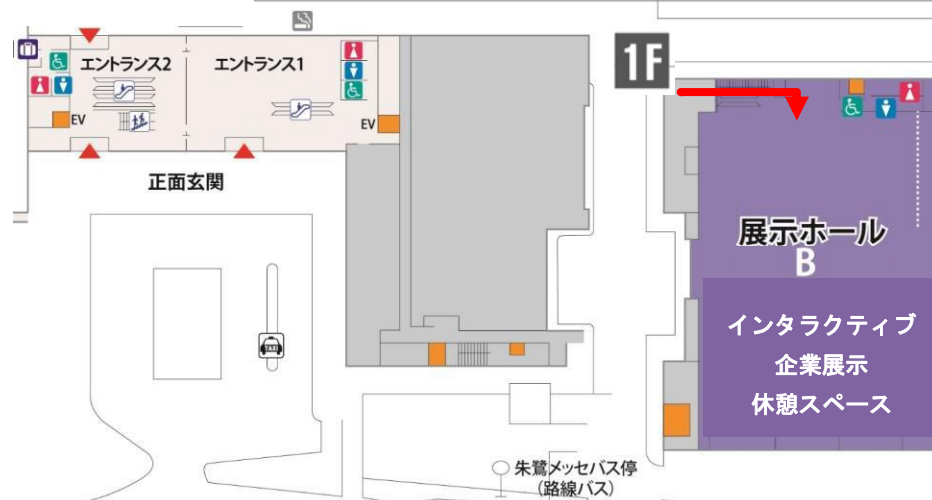 1F
エントランス2
エントランス1
EV
EV
正面玄関
展示ホール
B
インタラクティブ
企業展示
休憩スペース
TAXI
朱鷺メッセバス停
(路線バス)